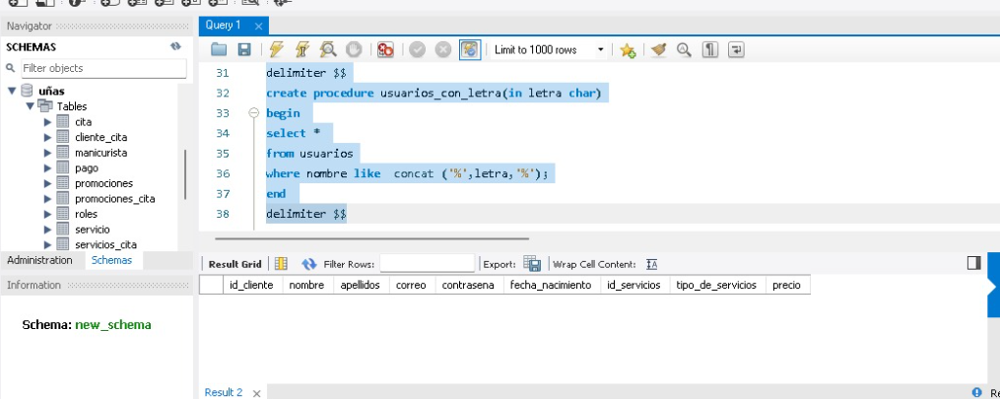 Navigator
Query 1
SCHEMAS
Filter objects
Limit to 1000 rows
uñas
Tables
cita
cliente_cita
manicurista
pago
promociones
promociones_cita
roles
servicio
servicios_cita
31 delimiter $$
32 create procedure usuarios_con_letra(in letra char)
33 begin
34 select *
35 from usuarios
36 where nombre like concat ('%',letra,'%');
37 end
38 delimiter $$
Administration Schemas
Result Grid Filter Rows: Export: Wrap Cell Content:
Information
id_cliente nombre apellidos correo contrasena fecha_nacimiento id_servicios tipo_de_servicios precio
Schema: new_schema
Result 2